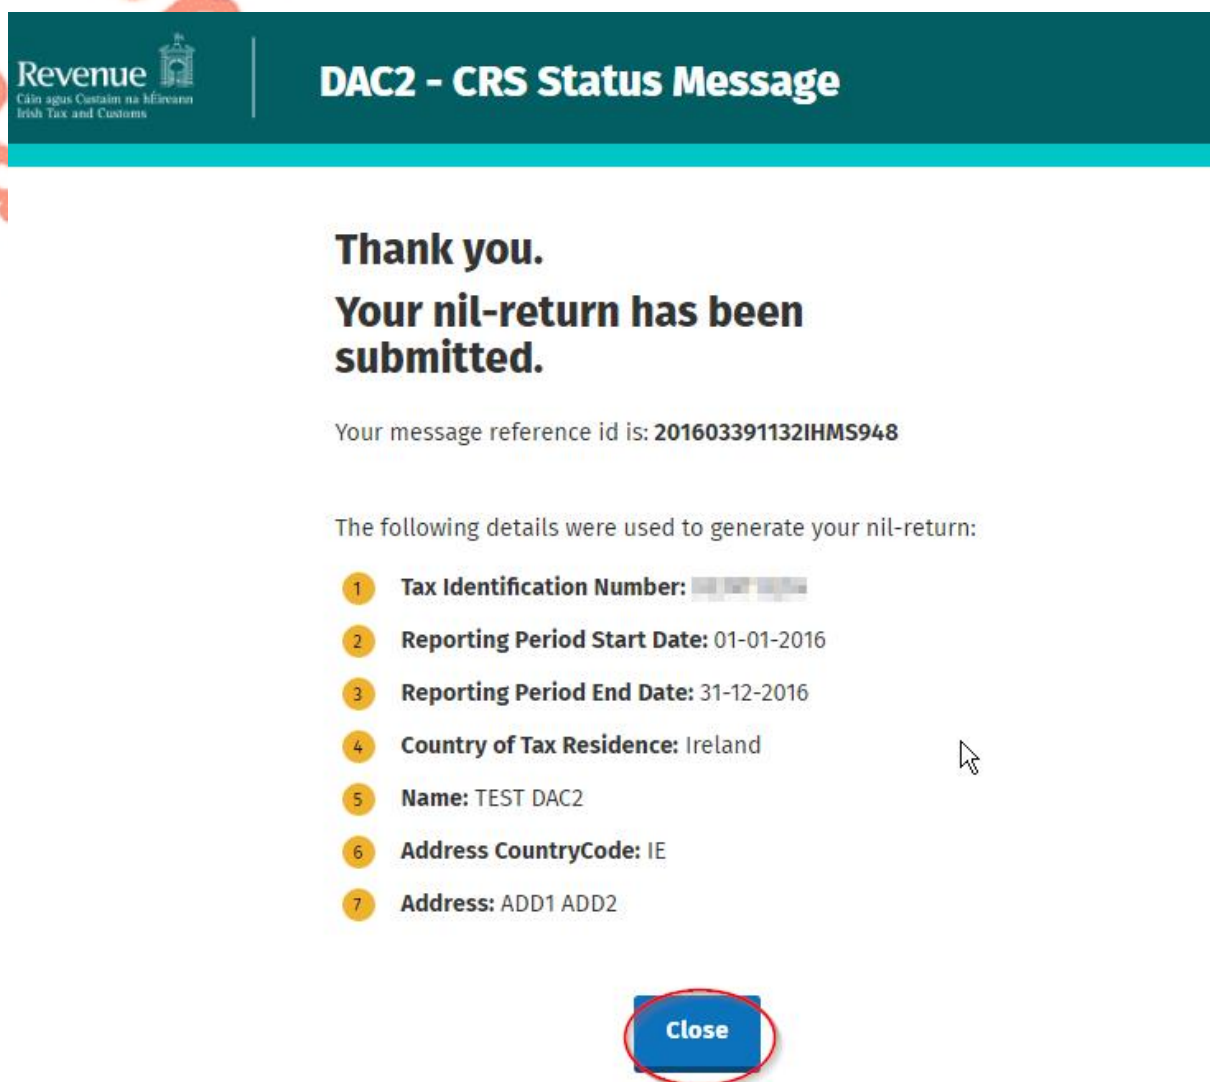 Revenue
Cáin agus Custaim na hÉireann
Irish Tax and Customs
DAC2 - CRS Status Message
Thank you.
Your nil-return has been
submitted.
Your message reference id is: 201603391132IHMS948
The following details were used to generate your nil-return:
1 Tax Identification Number:
2 Reporting Period Start Date: 01-01-2016
3 Reporting Period End Date: 31-12-2016
4 Country of Tax Residence: Ireland
5 Name: TEST DAC2
6 Address CountryCode: IE
7 Address: ADD1 ADD2
Close